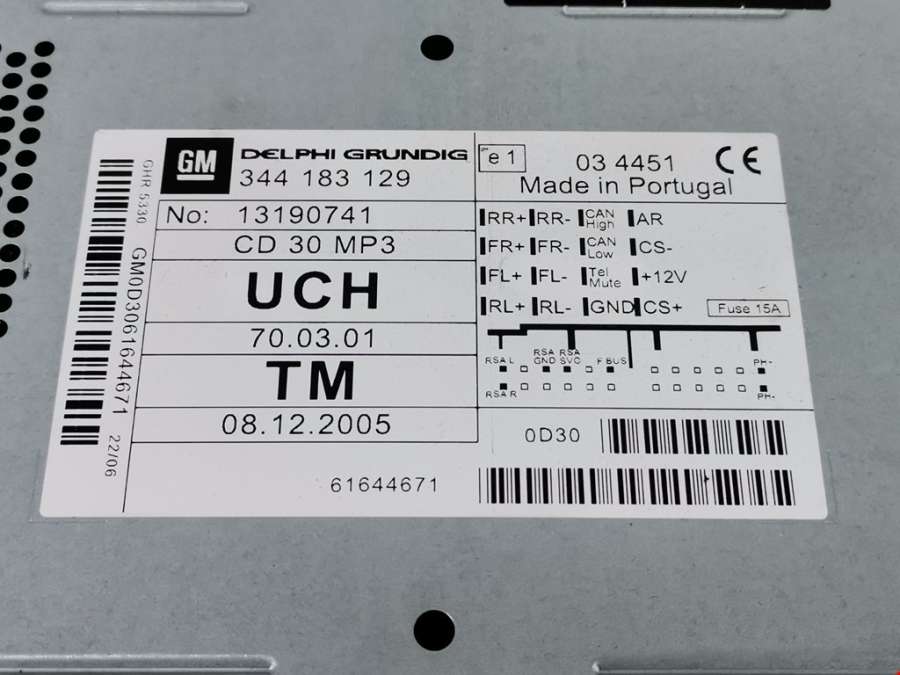 GM DELPHI GRUNDIG
344 183 129
No: 13190741
CD 30 MP3
UCH
70.03.01
TM
08.12.2005
61644671
GHR 5330
GM0D3061644671
22/06
e1 03 4451 CE
Made in Portugal
RR+ RR- CAN High AR
FR+ FR- CAN Low CS-
FL+ FL- Tel Mute +12V
RL+ RL- GND CS+ Fuse 15A
RSA L RSA GND RSA SVC F BUS PH-
RSA R PH-
0D30